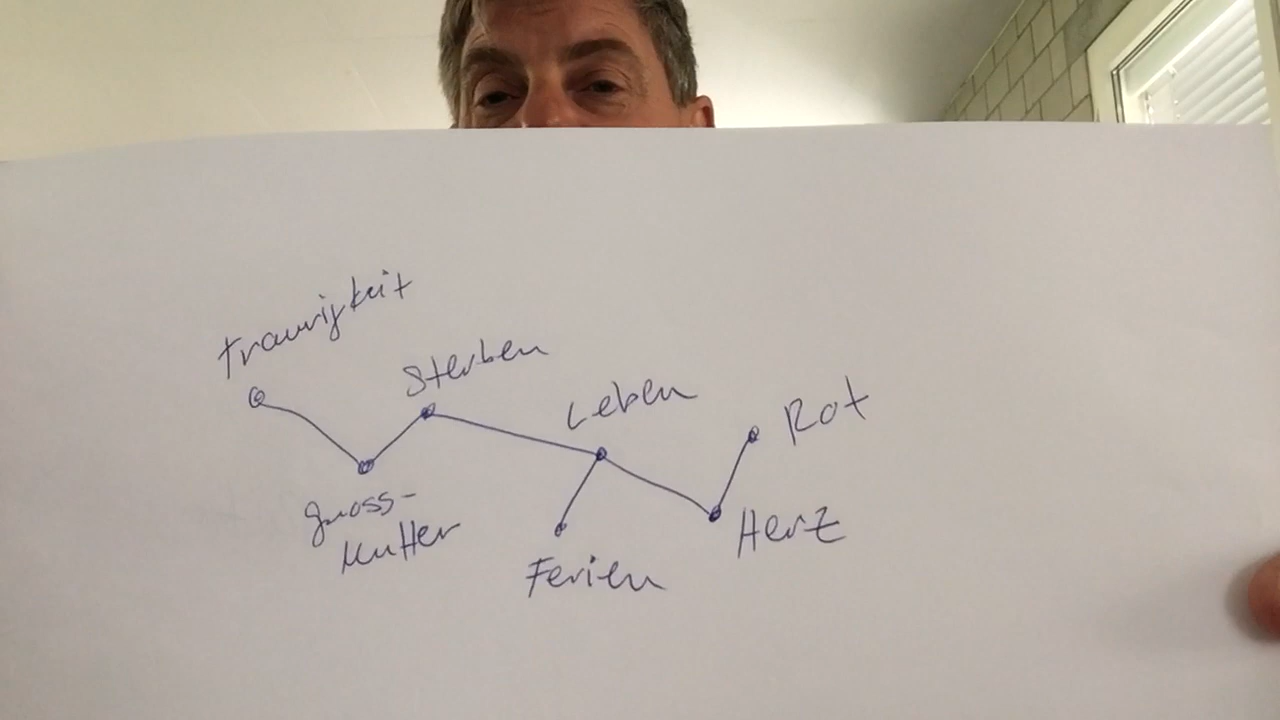 Traurigkeit
Sterben
Leben
Rot
Gross-
Mutter
Herz
Ferien